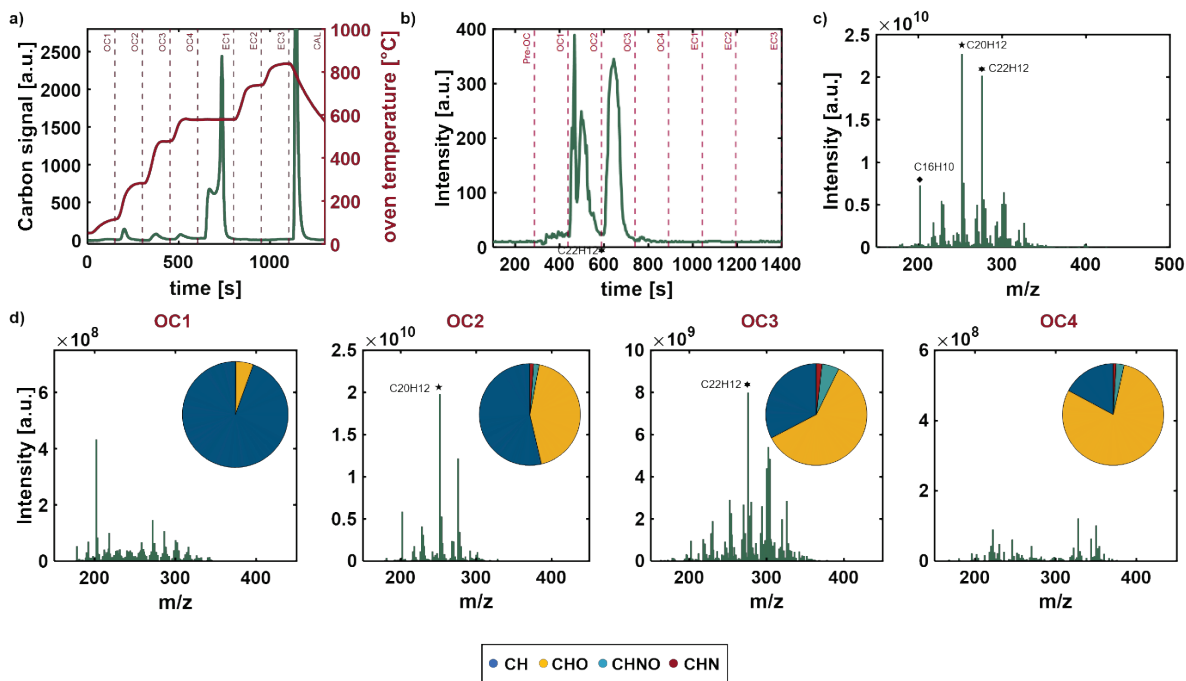 a)
Carbon signal [a.u.]
2500
2000
1500
1000
500
0
OC1
OC2
OC3
OC4
EC1
EC2
EC3
CAL
1000
800
600
400
200
0
oven temperature [°C]
0
500
1000
time [s]
b)
Intensity [a.u.]
400
300
200
100
0
Pre-OC
OC1
OC2
OC3
OC4
EC1
EC2
EC3
C22H12
200 400 600 800 1000 1200 1400
time [s]
c)
×10¹⁰
Intensity [a.u.]
2.5
2.0
1.5
1.0
0.5
0
C20H12
C22H12
C16H10
200 300 400 500
m/z
d)
OC1
×10⁸
Intensity [a.u.]
6
4
2
0
200 300 400
m/z
OC2
×10¹⁰
2.5
2.0
1.5
1.0
0.5
0
C20H12
200 300 400
m/z
OC3
×10⁹
10
8
6
4
2
0
C22H12
200 300 400
m/z
OC4
×10⁸
6
4
2
0
200 300 400
m/z
CH CHO CHNO CHN